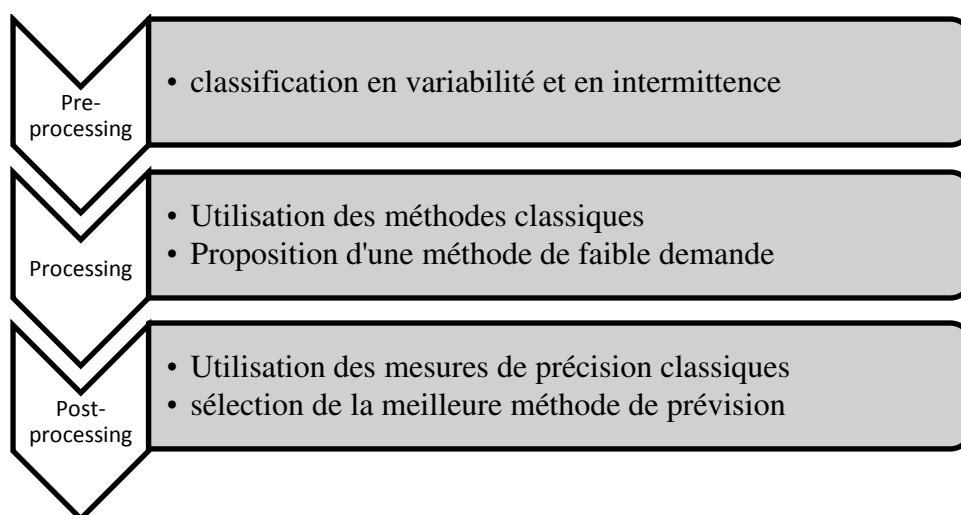 Pre-
processing
• classification en variabilité et en intermittence
Processing
• Utilisation des méthodes classiques
• Proposition d'une méthode de faible demande
Post-
processing
• Utilisation des mesures de précision classiques
• sélection de la meilleure méthode de prévision